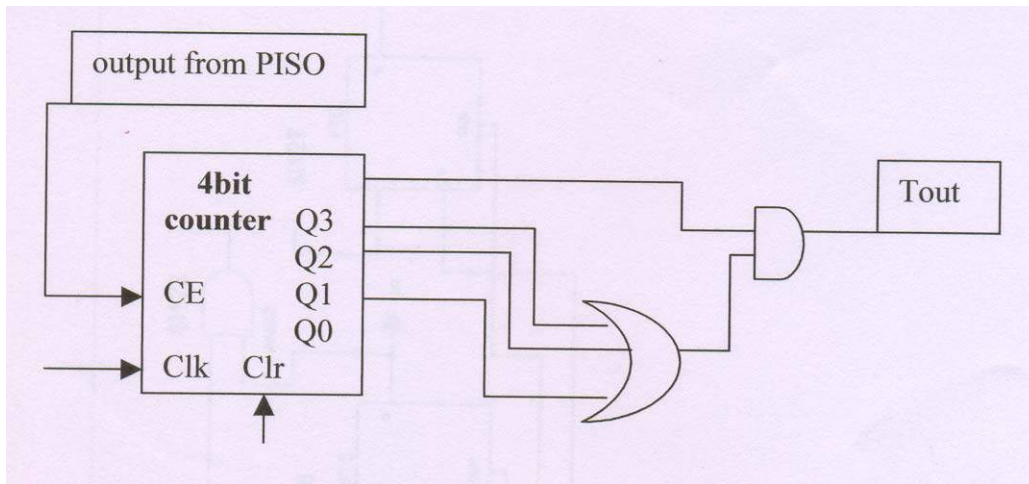 output from PISO
4bit
counter
Q3
Q2
CE
Q1
Q0
Clk
Clr
Tout